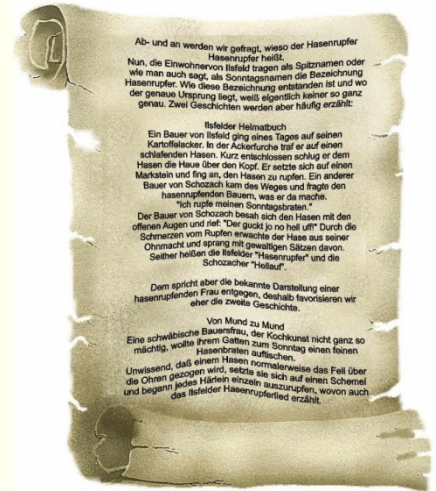 Ab- und an werden wir gefragt, wieso der Hasenrupfer
Hasenrupfer heißt.
Nun, die Einwohnervon Ilsfeld tragen als Spitznamen oder
wie man auch sagt, als Sonntagsnamen die Bezeichnung
Hasenrupfer. Wie diese Bezeichnung entstanden ist und wo
der genaue Ursprung liegt, weiß eigentlich keiner so ganz
genau. Zwei Geschichten werden aber häufig erzählt:
Ilsfelder Heimatbuch
Ein Bauer von Ilsfeld ging eines Tages auf seinen
Kartoffelacker. In der Ackerfurche traf er auf einen
schlafenden Hasen. Kurz entschlossen schlug er dem
Hasen die Haue über den Kopf. Er setzte sich auf einen
Markstein und fing an, den Hasen zu rupfen. Ein anderer
Bauer von Schozach kam des Weges und fragte den
hasenrupfenden Bauern, was er da mache.
"Ich rupfe meinen Sonntagsbraten."
Der Bauer von Schozach besah sich den Hasen mit den
offenen Augen und rief: "Der guckt jo no hell uff!" Durch die
Schmerzen vom Rupfen erwachte der Hase aus seiner
Ohnmacht und sprang mit gewaltigen Sätzen davon.
Seither heißen die Ilsfelder "Hasenrupfer" und die
Schozacher "Hellauf".
Dem spricht aber die bekannte Darstellung einer
hasenrupfenden Frau entgegen, deshalb favorisieren wir
eher die zweite Geschichte.
Von Mund zu Mund
Eine schwäbische Bauersfrau, der Kochkunst nicht ganz so
mächtig, wollte ihrem Gatten zum Sonntag einen feinen
Hasenbraten auftischen.
Unwissend, daß einem Hasen normalerweise das Fell über
die Ohren gezogen wird, setzte sie sich auf einen Schemel
und begann jedes Härlein einzeln auszurupfen, wovon auch
das Ilsfelder Hasenrupferlied erzählt.